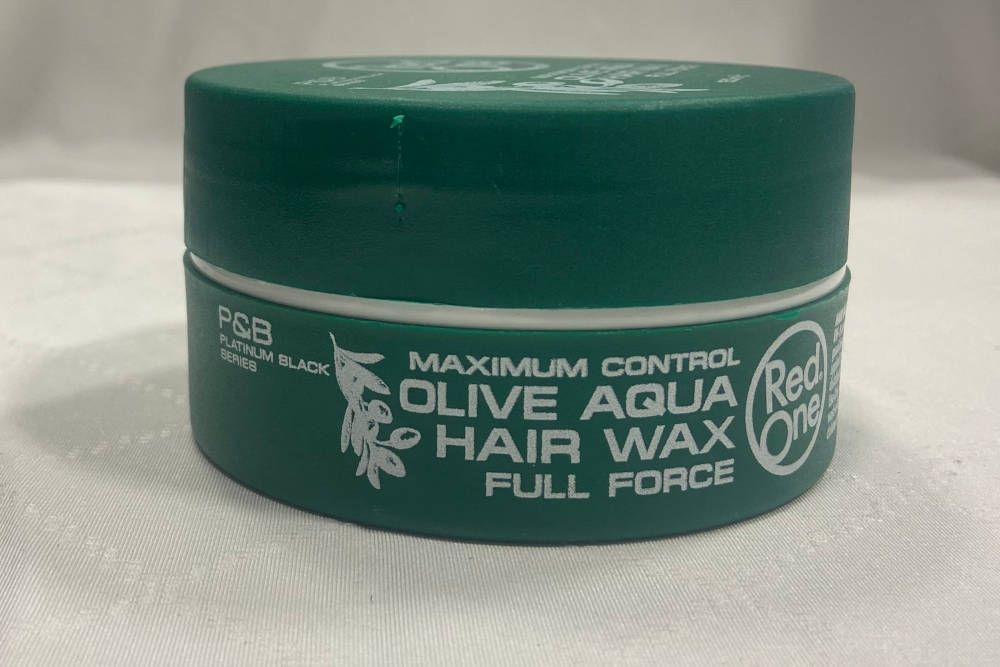 P&B
PLATINUM BLACK
SERIES
MAXIMUM CONTROL
OLIVE AQUA
HAIR WAX
FULL FORCE
Red
One